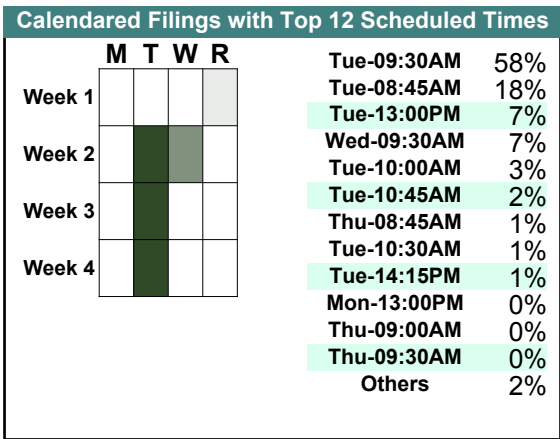 Calendared Filings with Top 12 Scheduled Times
M T W R
Week 1
Week 2
Week 3
Week 4
Tue-09:30AM 58%
Tue-08:45AM 18%
Tue-13:00PM 7%
Wed-09:30AM 7%
Tue-10:00AM 3%
Tue-10:45AM 2%
Thu-08:45AM 1%
Tue-10:30AM 1%
Tue-14:15PM 1%
Mon-13:00PM 0%
Thu-09:00AM 0%
Thu-09:30AM 0%
Others 2%